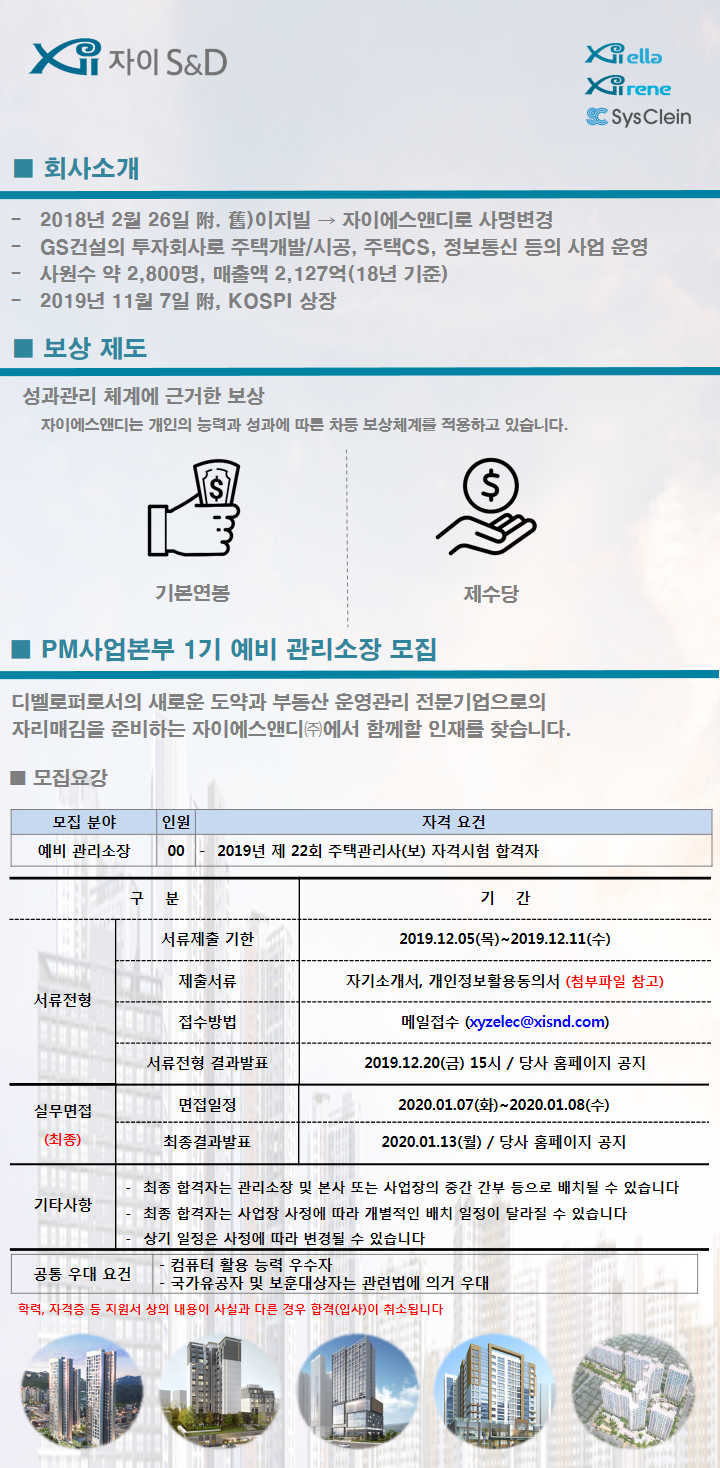 Xi 자이 S&D
Xi ella
Xi rene
SysClein
■ 회사소개
- 2018년 2월 26일 附. 舊)이지빌 → 자이에스앤디로 사명변경
- GS건설의 투자회사로 주택개발/시공, 주택CS, 정보통신 등의 사업 운영
- 사원수 약 2,800명, 매출액 2,127억(18년 기준)
- 2019년 11월 7일 附, KOSPI 상장
■ 보상 제도
성과관리 체계에 근거한 보상
자이에스앤디는 개인의 능력과 성과에 따른 차등 보상체계를 적용하고 있습니다.
기본연봉
제수당
■ PM사업본부 1기 예비 관리소장 모집
디벨로퍼로서의 새로운 도약과 부동산 운영관리 전문기업으로의
자리매김을 준비하는 자이에스앤디㈜에서 함께할 인재를 찾습니다.
■ 모집요강
모집 분야 인원 자격 요건
예비 관리소장 00 - 2019년 제 22회 주택관리사(보) 자격시험 합격자
구 분 기 간
서류전형
서류제출 기한 2019.12.05(목)~2019.12.11(수)
제출서류 자기소개서, 개인정보활용동의서 (첨부파일 참고)
접수방법 메일접수 (xyzelec@xisnd.com)
서류전형 결과발표 2019.12.20(금) 15시 / 당사 홈페이지 공지
실무면접
(최종)
면접일정 2020.01.07(화)~2020.01.08(수)
최종결과발표 2020.01.13(월) / 당사 홈페이지 공지
기타사항
- 최종 합격자는 관리소장 및 본사 또는 사업장의 중간 간부 등으로 배치될 수 있습니다
- 최종 합격자는 사업장 사정에 따라 개별적인 배치 일정이 달라질 수 있습니다
- 상기 일정은 사정에 따라 변경될 수 있습니다
공통 우대 요건
- 컴퓨터 활용 능력 우수자
- 국가유공자 및 보훈대상자는 관련법에 의거 우대
학력, 자격증 등 지원서 상의 내용이 사실과 다른 경우 합격(입사)이 취소됩니다